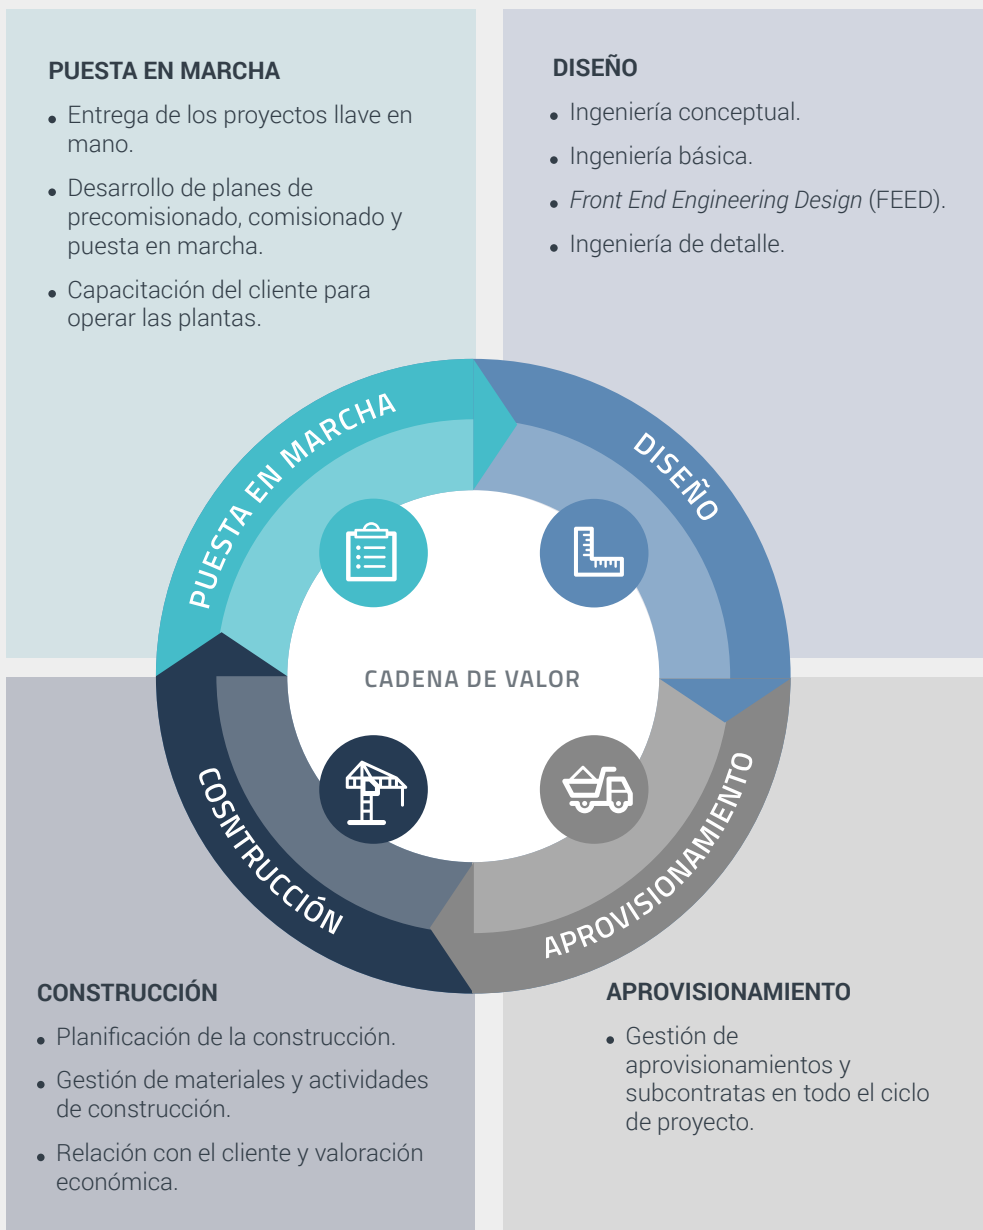 PUESTA EN MARCHA
• Entrega de los proyectos llave en
mano.
• Desarrollo de planes de
precomisionado, comisionado y
puesta en marcha.
• Capacitación del cliente para
operar las plantas.
DISEÑO
• Ingeniería conceptual.
• Ingeniería básica.
• Front End Engineering Design (FEED).
• Ingeniería de detalle.
PUESTA EN MARCHA
DISEÑO
CADENA DE VALOR
COSNTRUCCIÓN
APROVISIONAMIENTO
CONSTRUCCIÓN
• Planificación de la construcción.
• Gestión de materiales y actividades
de construcción.
• Relación con el cliente y valoración
económica.
APROVISIONAMIENTO
• Gestión de
aprovisionamientos y
subcontratas en todo el ciclo
de proyecto.